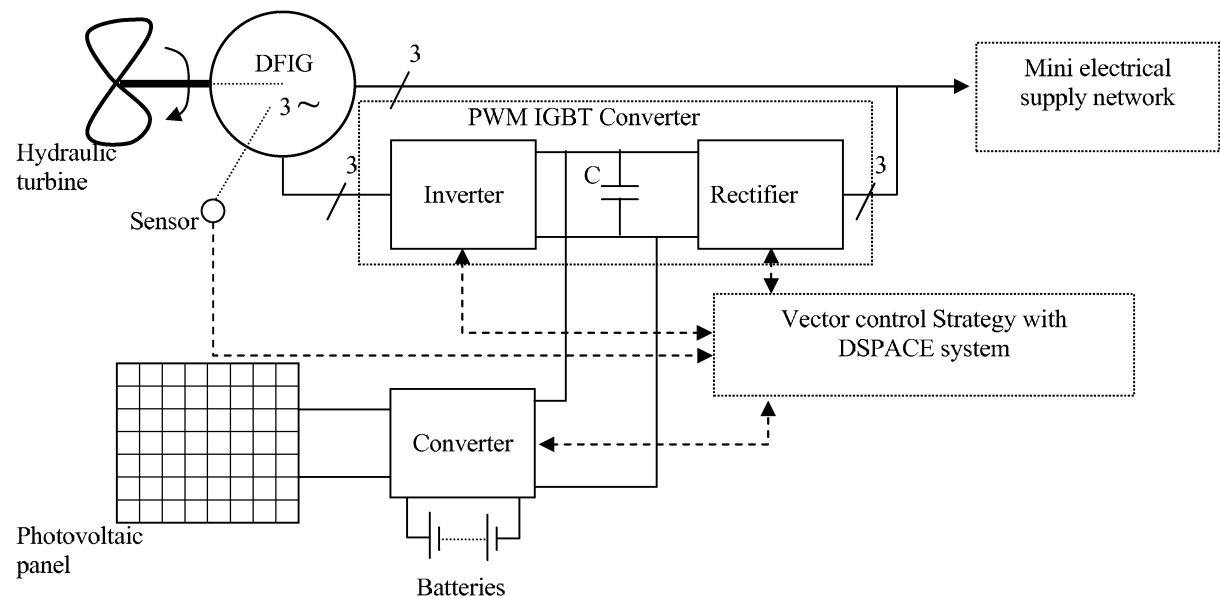 DFIG
3~
3
Mini electrical
supply network
PWM IGBT Converter
Hydraulic
turbine
3
Inverter
C
Rectifier
3
Sensor
Vector control Strategy with
DSPACE system
Converter
Photovoltaic
panel
Batteries